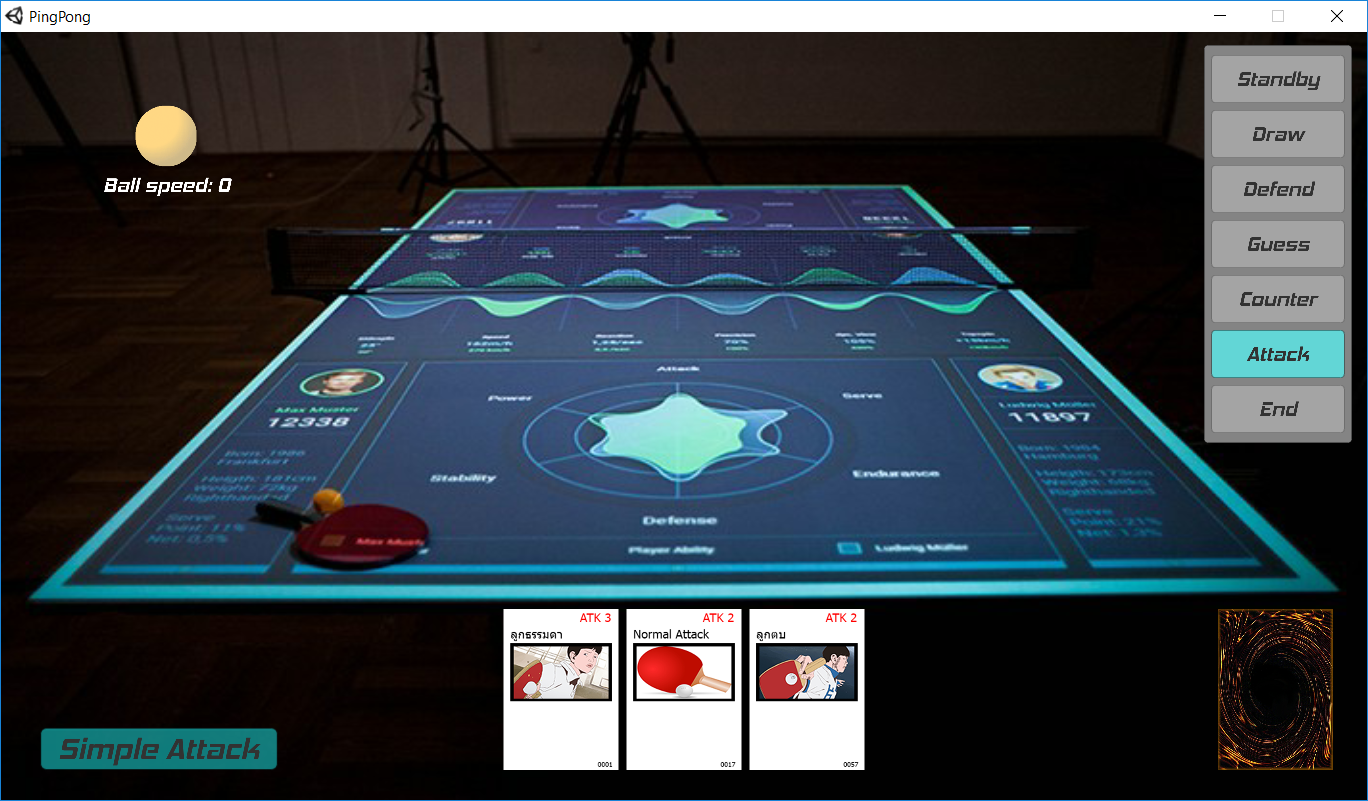 PingPong
Standby
Draw
Defend
Guess
Counter
Attack
End
Ball speed: 0
Attack
Power
Serve
Max Muster
12338
Ludwig Müller
11897
Born: 1986
Frankfurt
Born: 1984
Hamburg
Stability
Endurance
Heigth: 181cm
Weight: 72kg
Righthanded
Heigth: 173cm
Weight: 68kg
Righthanded
Serve
Point: 11%
Net: 0,5%
Serve
Point: 21%
Net: 1,3%
Defense
Player Ability
Ludwig Müller
ATK 3
ลูกธรรมดา
0001
ATK 2
Normal Attack
0017
ATK 2
ลูกตบ
0057
Simple Attack